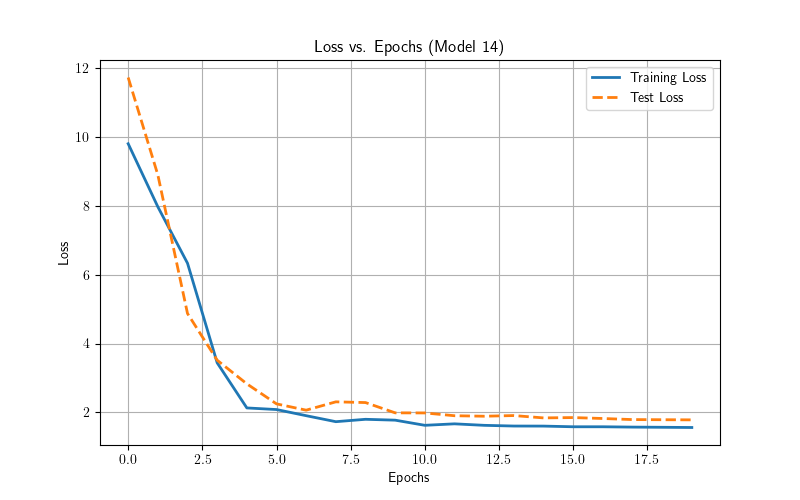 Loss vs. Epochs (Model 14)
Training Loss
Test Loss
12
10
8
6
4
2
Loss
0.0 2.5 5.0 7.5 10.0 12.5 15.0 17.5
Epochs